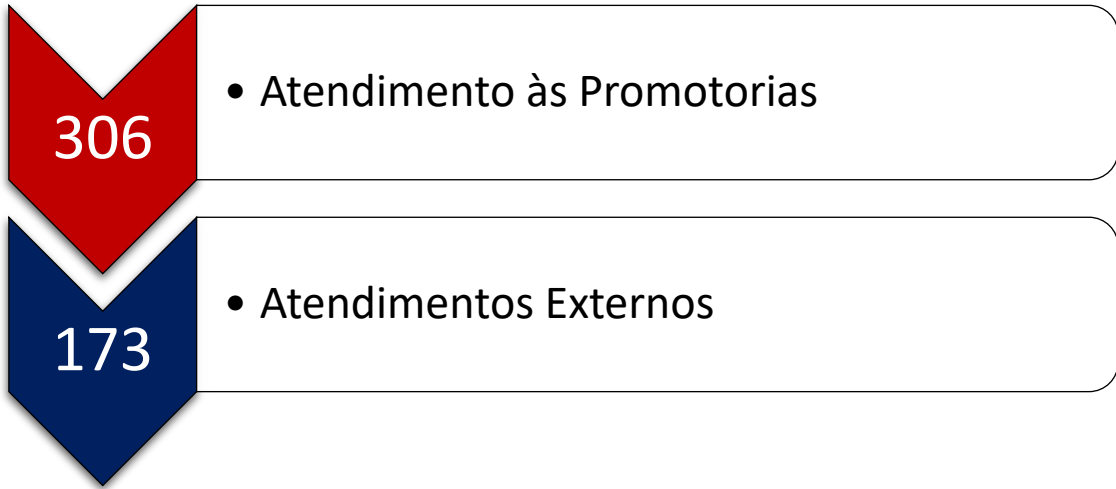 306
• Atendimento às Promotorias
173
• Atendimentos Externos